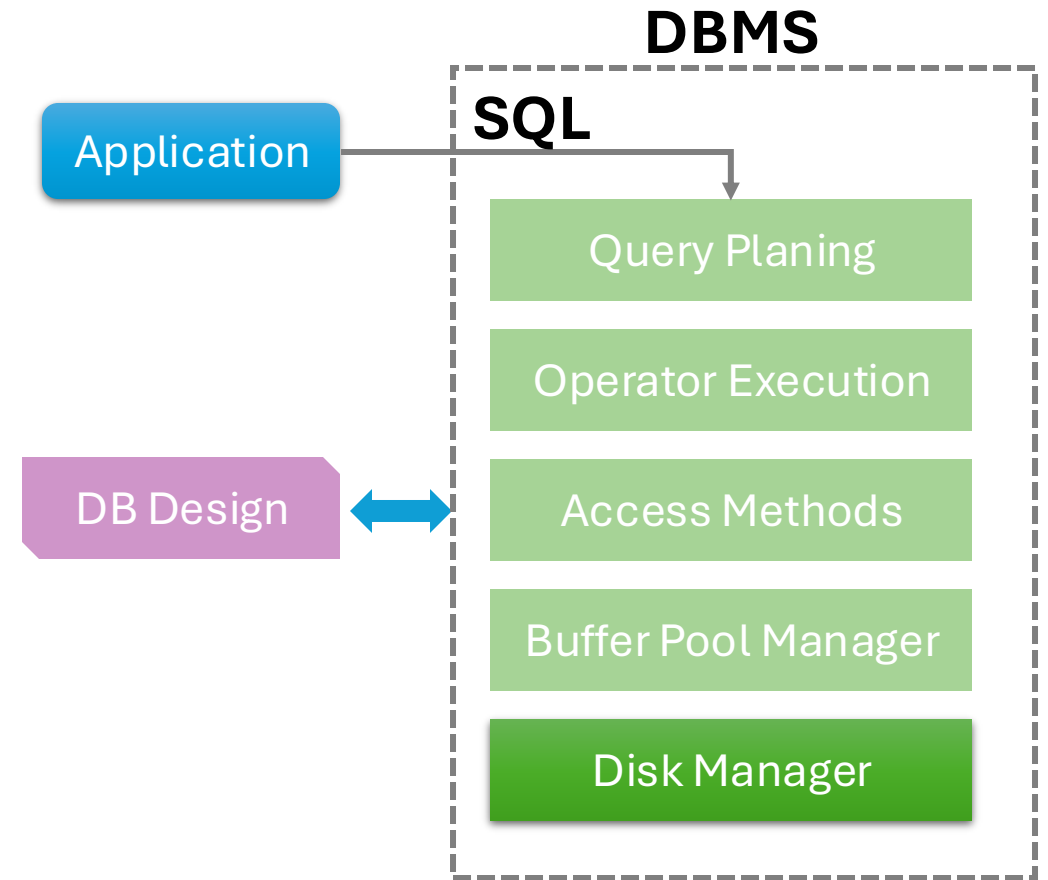 DBMS
SQL
Application
Query Planing
Operator Execution
DB Design
Access Methods
Buffer Pool Manager
Disk Manager